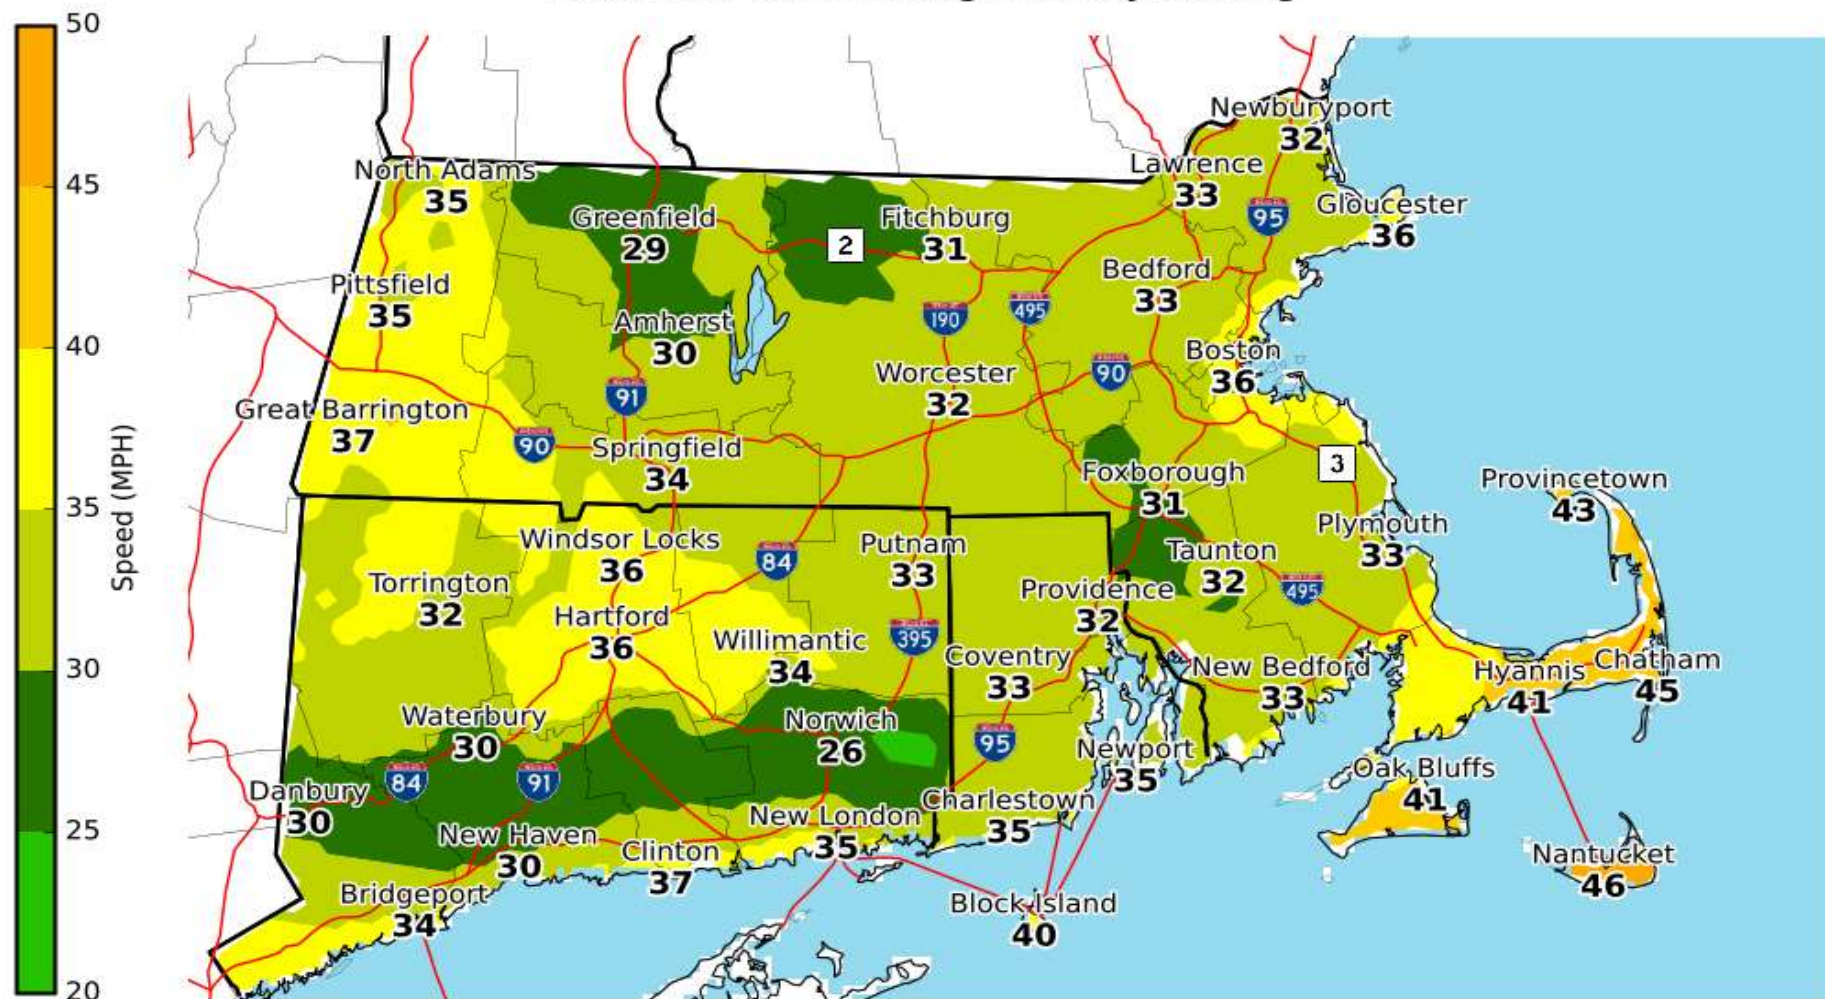 50
45
40
35
30
25
20
Speed (MPH)
Newburyport
32
Lawrence
33
North Adams
35
95
Gloucester
36
Greenfield
29
2
Fitchburg
31
Bedford
33
Pittsfield
35
190
495
Amherst
30
Boston
36
Worcester
32
90
91
Great Barrington
37
90
Springfield
34
Foxborough
31
3
Provincetown
43
Plymouth
33
Windsor Locks
36
84
Putnam
33
Taunton
32
Torrington
32
Providence
32
495
Hartford
36
395
Willimantic
34
Coventry
33
New Bedford
33
Hyannis
41
Chatham
45
Waterbury
30
Norwich
26
95
Newport
35
84
91
Oak Bluffs
41
Danbury
30
Charlestown
35
New London
35
New Haven
30
Clinton
37
Nantucket
46
Bridgeport
34
Block Island
40